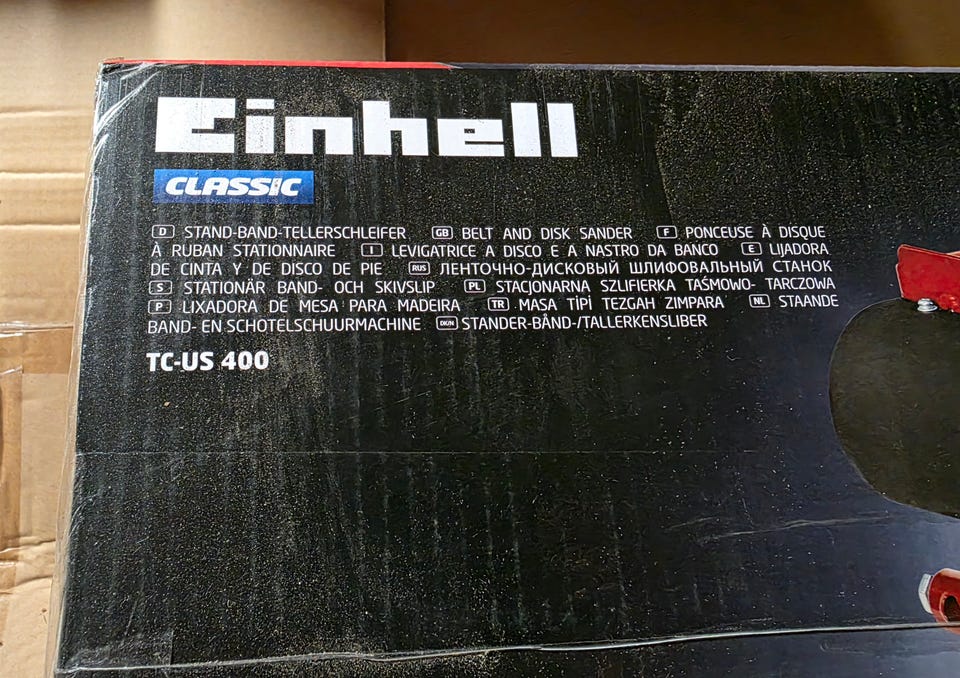 Einhell
CLASSIC
D STAND-BAND-TELLERSCHLEIFER GB BELT AND DISK SANDER F PONCEUSE À DISQUE
À RUBAN STATIONNAIRE I LEVIGATRICE A DISCO E A NASTRO DA BANCO E LIJADORA
DE CINTA Y DE DISCO DE PIE RUS ЛЕНТОЧНО-ДИСКОВЫЙ ШЛИФОВАЛЬНЫЙ СТАНОК
S STATIONÄR BAND- OCH SKIVSLIP PL STACJONARNA SZLIFIERKA TAŚMOWO- TARCZOWA
P LIXADORA DE MESA PARA MADEIRA TR MASA TİPİ TEZGAH ZIMPARA NL STAANDE
BAND- EN SCHOTELSCHUURMACHINE DK/N STANDER-BÅND-/TALLERKENSLIBER
TC-US 400